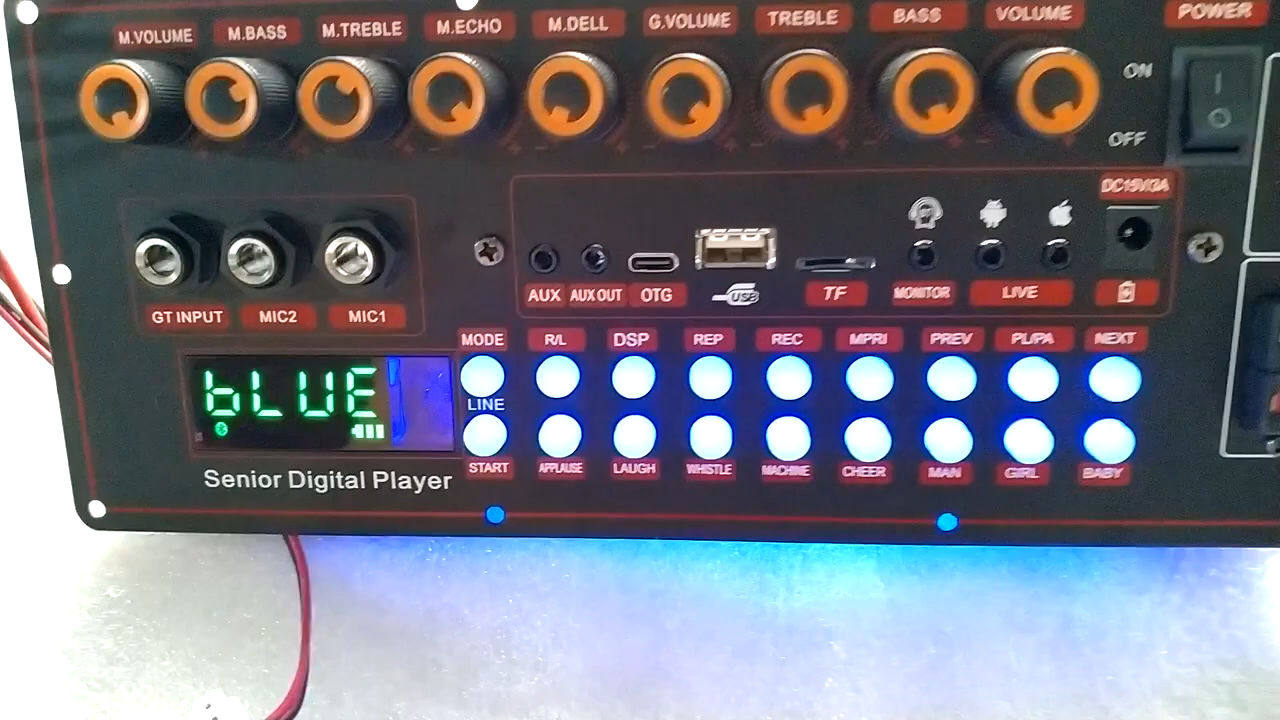 M.VOLUME M.BASS M.TREBLE M.ECHO M.DELL G.VOLUME TREBLE BASS VOLUME POWER
ON
OFF
DC15V/3A
AUX AUX OUT OTG USB TF MONITOR LIVE
GT INPUT MIC2 MIC1
MODE R/L DSP REP REC MPRI PREV PL/PA NEXT
bLUE
LINE
START APPLAUSE LAUGH WHISTLE MACHINE CHEER MAN GIRL BABY
Senior Digital Player